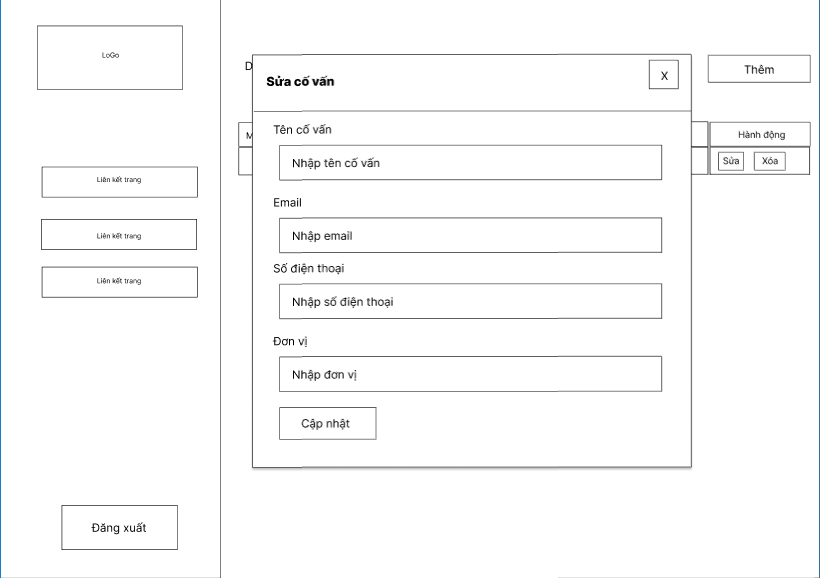 LoGo
Liên kết trang
Liên kết trang
Liên kết trang
Đăng xuất
Thêm
Hành động
Sửa
Xóa
Sửa cố vấn
X
Tên cố vấn
Nhập tên cố vấn
Email
Nhập email
Số điện thoại
Nhập số điện thoại
Đơn vị
Nhập đơn vị
Cập nhật